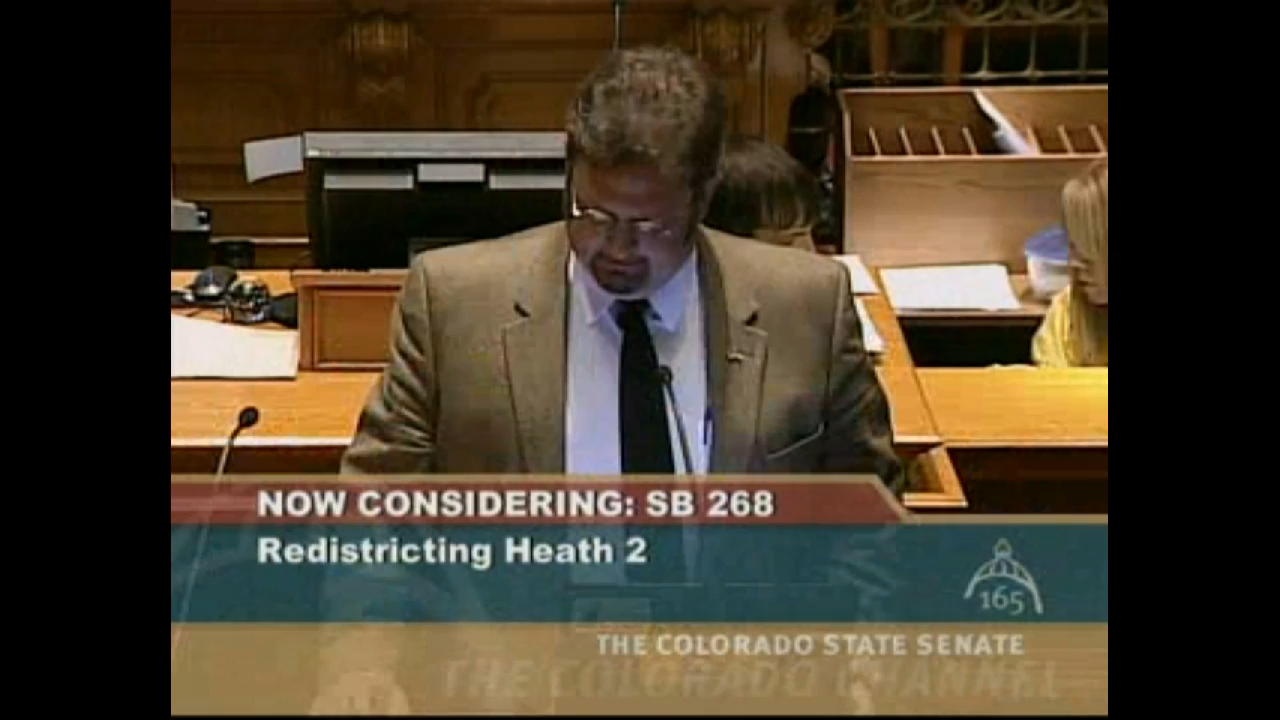 NOW CONSIDERING: SB 268
Redistricting Heath 2
165
THE COLORADO STATE SENATE
THE COLORADO CHANNEL